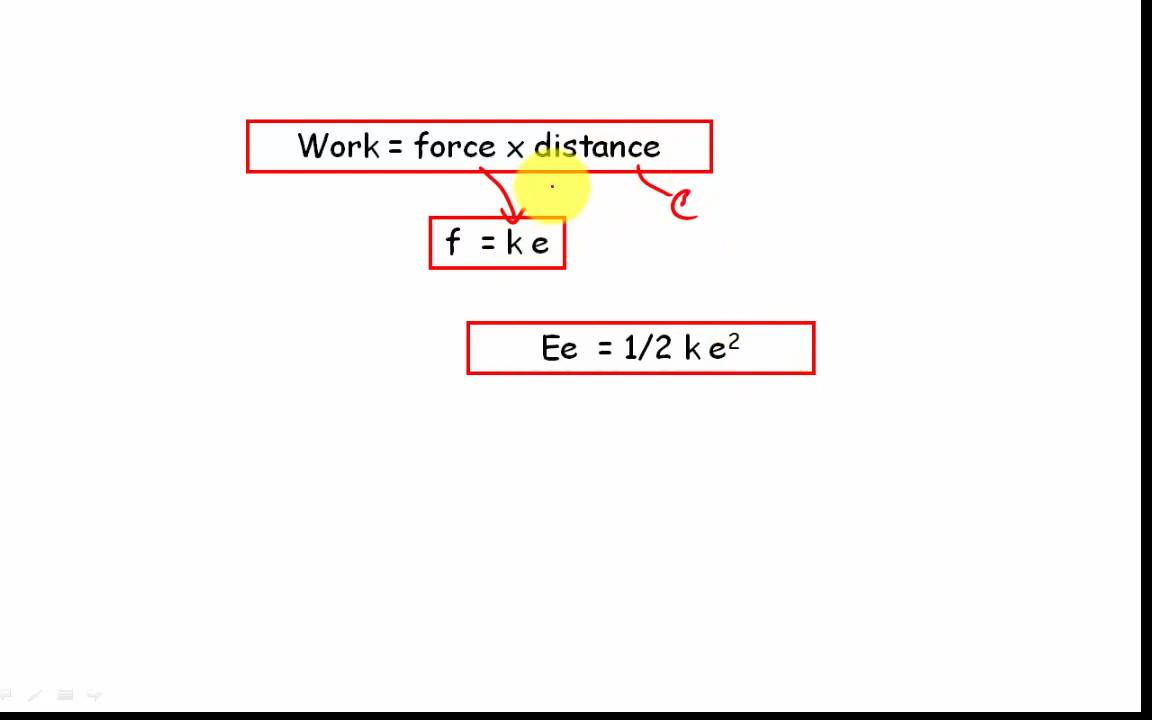 Work = force x distance
e
f = k e
Ee = 1/2 k e²